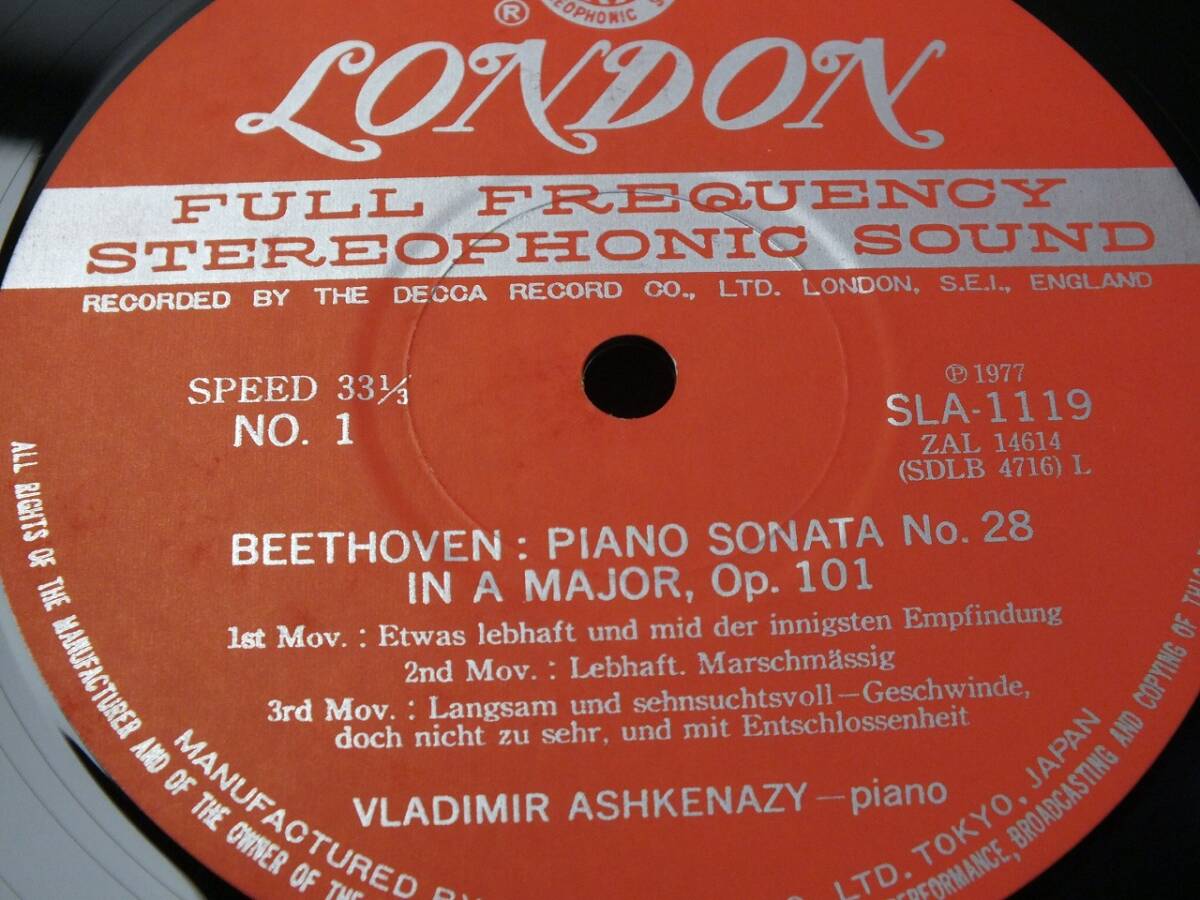 ®
STEREOPHONIC
LONDON
FULL FREQUENCY
STEREOPHONIC SOUND
RECORDED BY THE DECCA RECORD CO., LTD. LONDON, S.E.I., ENGLAND
SPEED 33⅓
NO. 1
℗ 1977
SLA-1119
ZAL 14614
(SDLB 4716) L
BEETHOVEN : PIANO SONATA No. 28
IN A MAJOR, Op. 101
1st Mov. : Etwas lebhaft und mid der innigsten Empfindung
2nd Mov. : Lebhaft. Marschmässig
3rd Mov. : Langsam und sehnsuchtsvoll—Geschwinde,
doch nicht zu sehr, und mit Entschlossenheit
VLADIMIR ASHKENAZY—piano
ALL RIGHTS OF THE MANUFACTURER AND OF THE OWNER OF THE
PERFORMANCE, BROADCASTING AND COPYING OF THIS
MANUFACTURED BY
LTD. TOKYO, JAPAN